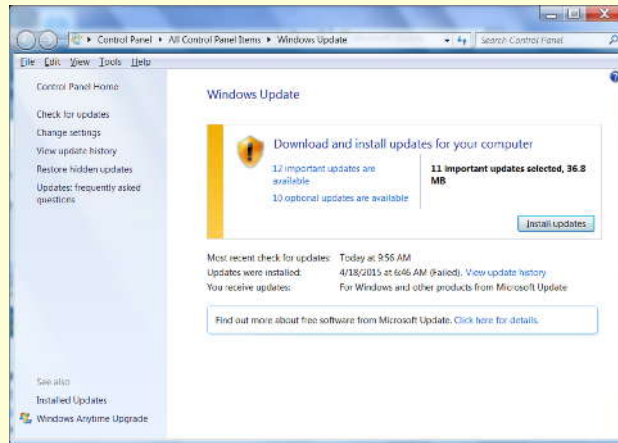 Control Panel ▸ All Control Panel Items ▸ Windows Update
Search Control Panel
File Edit View Tools Help
Control Panel Home
Check for updates
Change settings
View update history
Restore hidden updates
Updates: frequently asked
questions
See also
Installed Updates
Windows Anytime Upgrade
Windows Update
Download and install updates for your computer
12 important updates are
available
10 optional updates are available
11 important updates selected, 36.8
MB
Install updates
Most recent check for updates: Today at 9:56 AM
Updates were installed: 4/18/2015 at 6:46 AM (Failed). View update history
You receive updates: For Windows and other products from Microsoft Update
Find out more about free software from Microsoft Update. Click here for details.